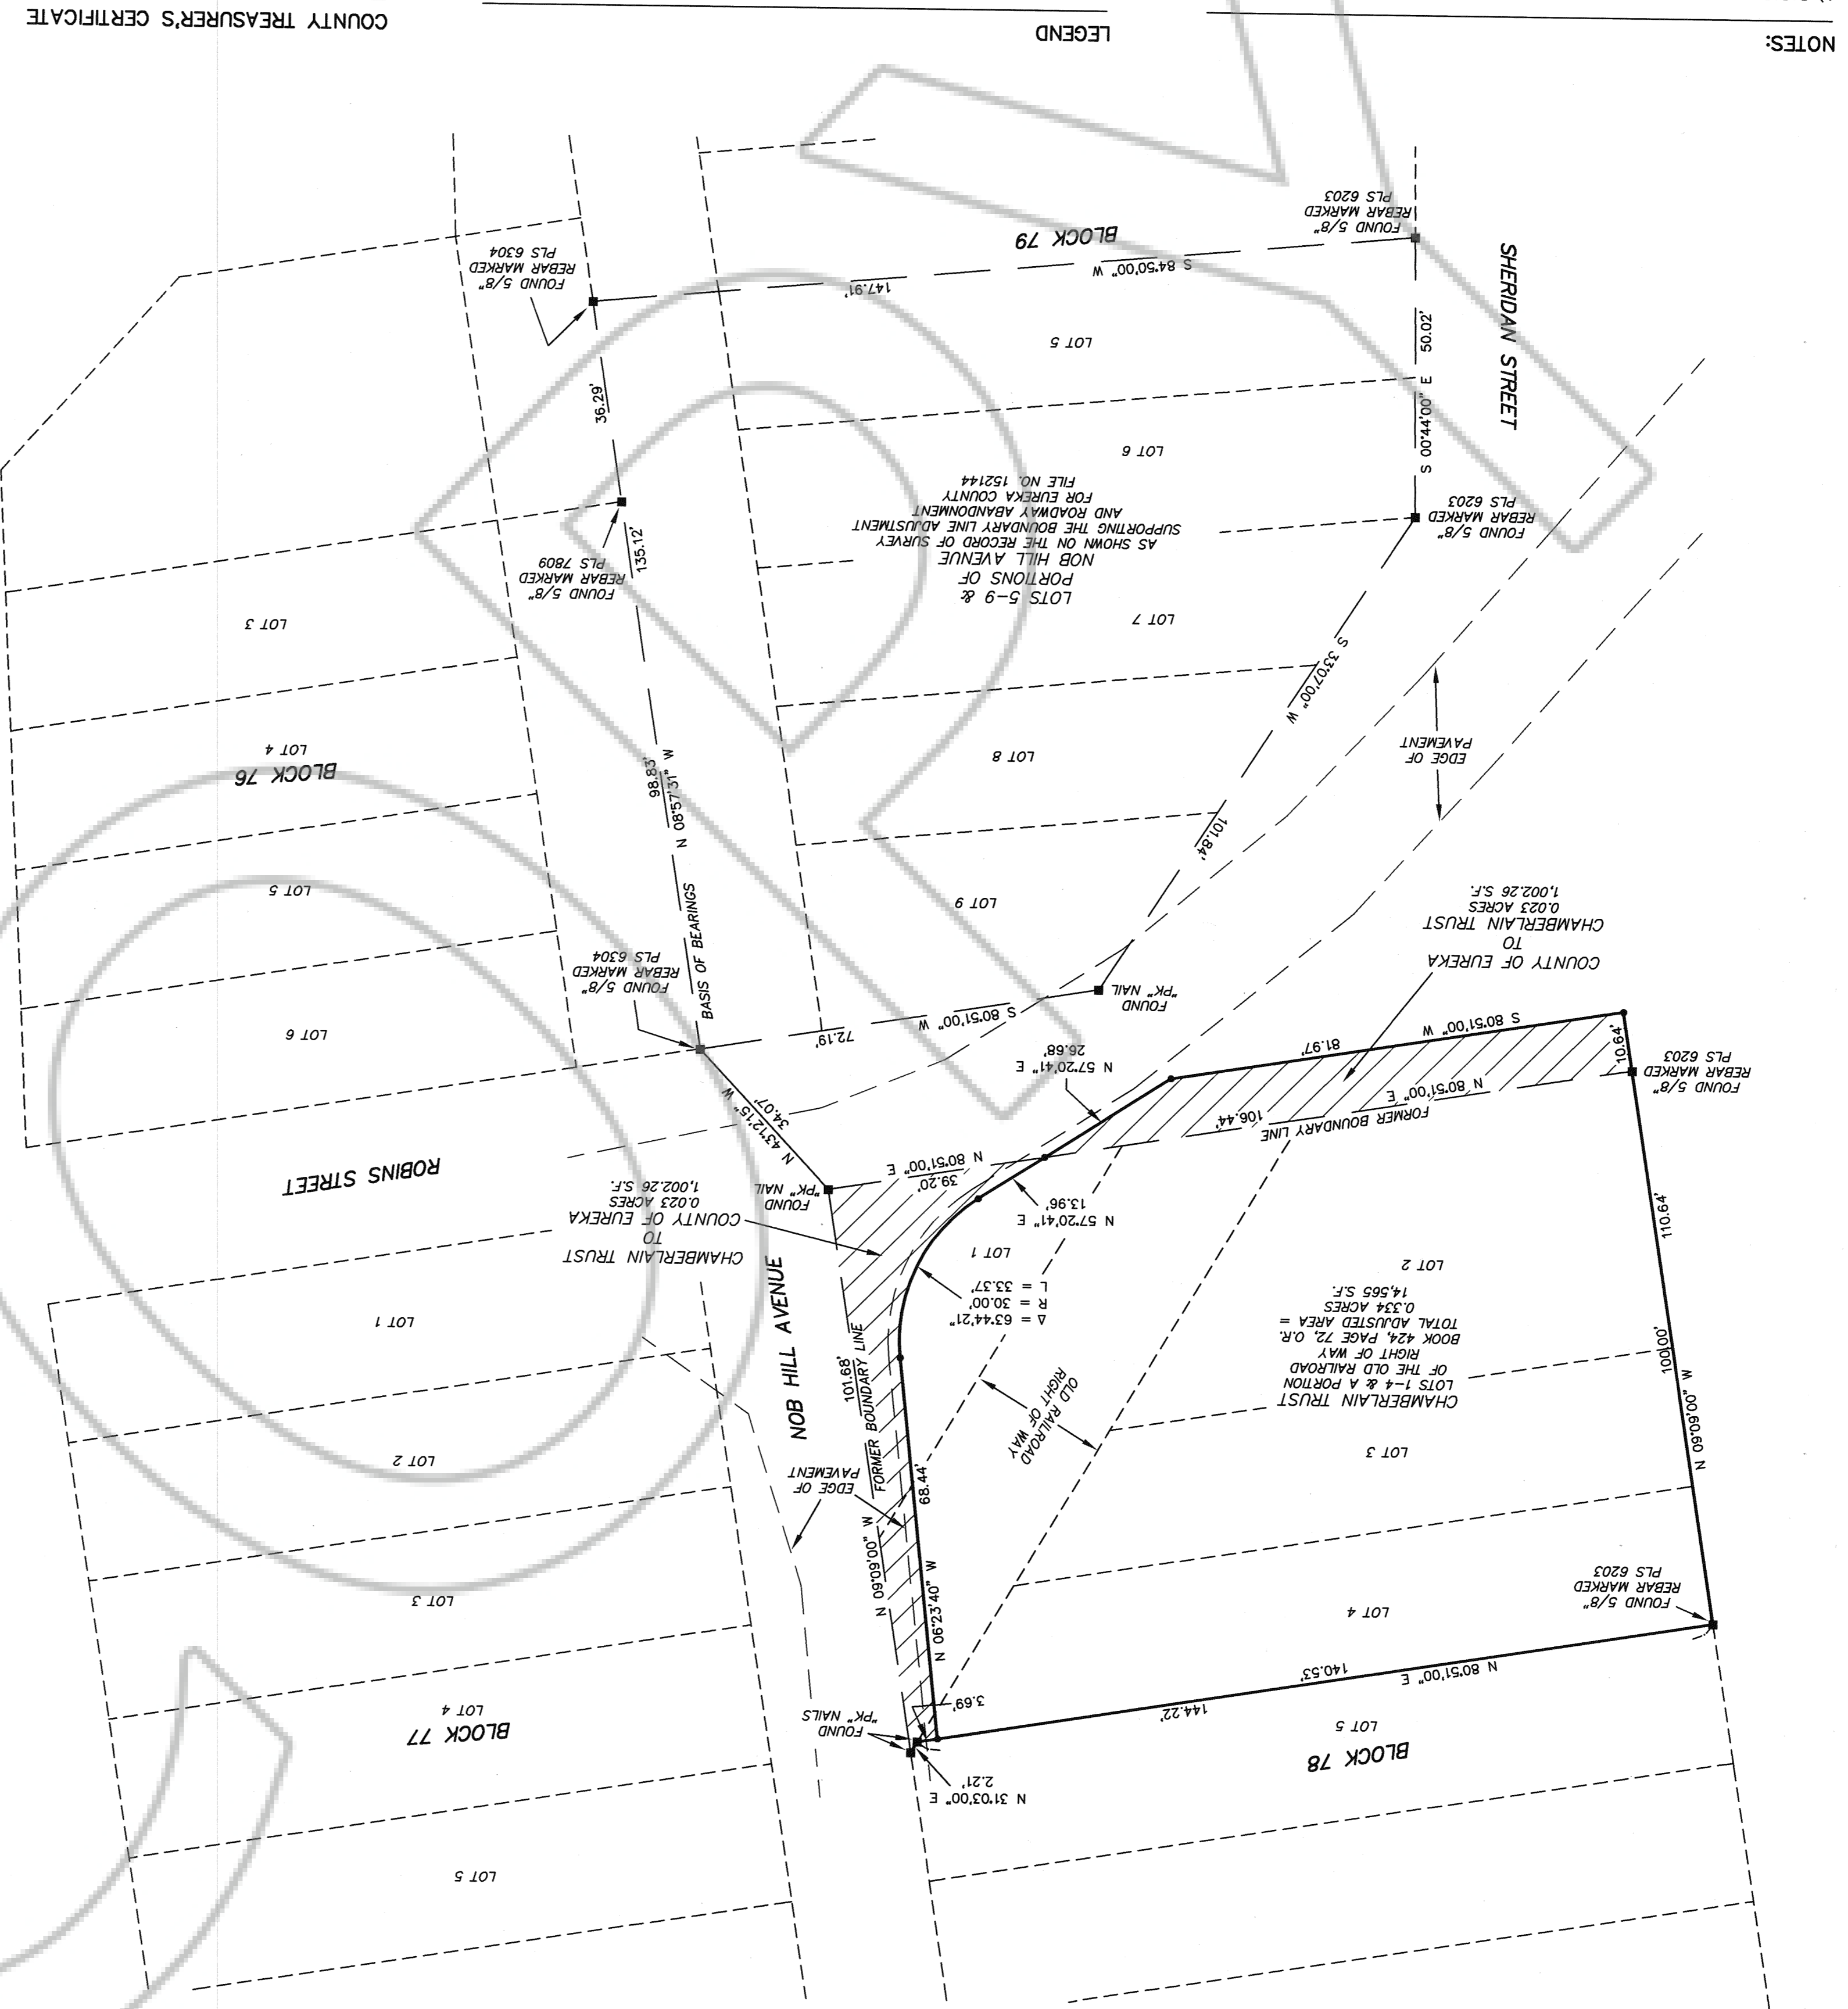 NOTES:
LEGEND
COUNTY TREASURER'S CERTIFICATE
BLOCK 78
LOT 5
N 31°03'00" E
2.21'
FOUND
"PK" NAILS
3.69'
144.22'
140.53'
N 80°51'00" E
FOUND 5/8"
REBAR MARKED
PLS 6203
LOT 4
LOT 3
LOT 2
LOT 1
CHAMBERLAIN TRUST
LOTS 1-4 & A PORTION
OF THE OLD RAILROAD
RIGHT OF WAY
BOOK 424, PAGE 72, O.R.
TOTAL ADJUSTED AREA =
0.334 ACRES
14,565 S.F.
OLD RAILROAD
RIGHT OF WAY
N 09°09'00" W
100.00'
110.64'
10.64'
FOUND 5/8"
REBAR MARKED
PLS 6203
N 06°23'40" W
68.44'
N 09°09'00" W
101.68'
FORMER BOUNDARY LINE
EDGE OF
PAVEMENT
NOB HILL AVENUE
Δ = 63°44'21"
R = 30.00'
L = 33.37'
N 57°20'41" E
13.96'
N 57°20'41" E
26.68'
N 80°51'00" E
39.20'
FORMER BOUNDARY LINE
106.44'
N 80°51'00" E
81.97'
S 80°51'00" W
COUNTY OF EUREKA
TO
CHAMBERLAIN TRUST
0.023 ACRES
1,002.26 S.F.
CHAMBERLAIN TRUST
TO
COUNTY OF EUREKA
0.023 ACRES
1,002.26 S.F.
FOUND
"PK" NAIL
N 43°12'15" W
34.07'
ROBINS STREET
BLOCK 77
LOT 5
LOT 4
LOT 3
LOT 2
LOT 1
BLOCK 76
LOT 6
LOT 5
LOT 4
LOT 3
FOUND 5/8"
REBAR MARKED
PLS 6304
BASIS OF BEARINGS
N 08°57'31" W
98.83'
135.12'
36.29'
FOUND 5/8"
REBAR MARKED
PLS 7809
FOUND 5/8"
REBAR MARKED
PLS 6304
72.19'
S 80°51'00" W
FOUND
"PK" NAIL
LOT 9
LOT 8
LOT 7
LOT 6
LOT 5
LOTS 5-9 &
PORTIONS OF
NOB HILL AVENUE
AS SHOWN ON THE RECORD OF SURVEY
SUPPORTING THE BOUNDARY LINE ADJUSTMENT
AND ROADWAY ABANDONMENT
FOR EUREKA COUNTY
FILE NO. 152144
101.84'
S 33°07'00" W
EDGE OF
PAVEMENT
FOUND 5/8"
REBAR MARKED
PLS 6203
S 00°44'00" E 50.02'
SHERIDAN STREET
147.91'
S 84°50'00" W
BLOCK 79
FOUND 5/8"
REBAR MARKED
PLS 6203